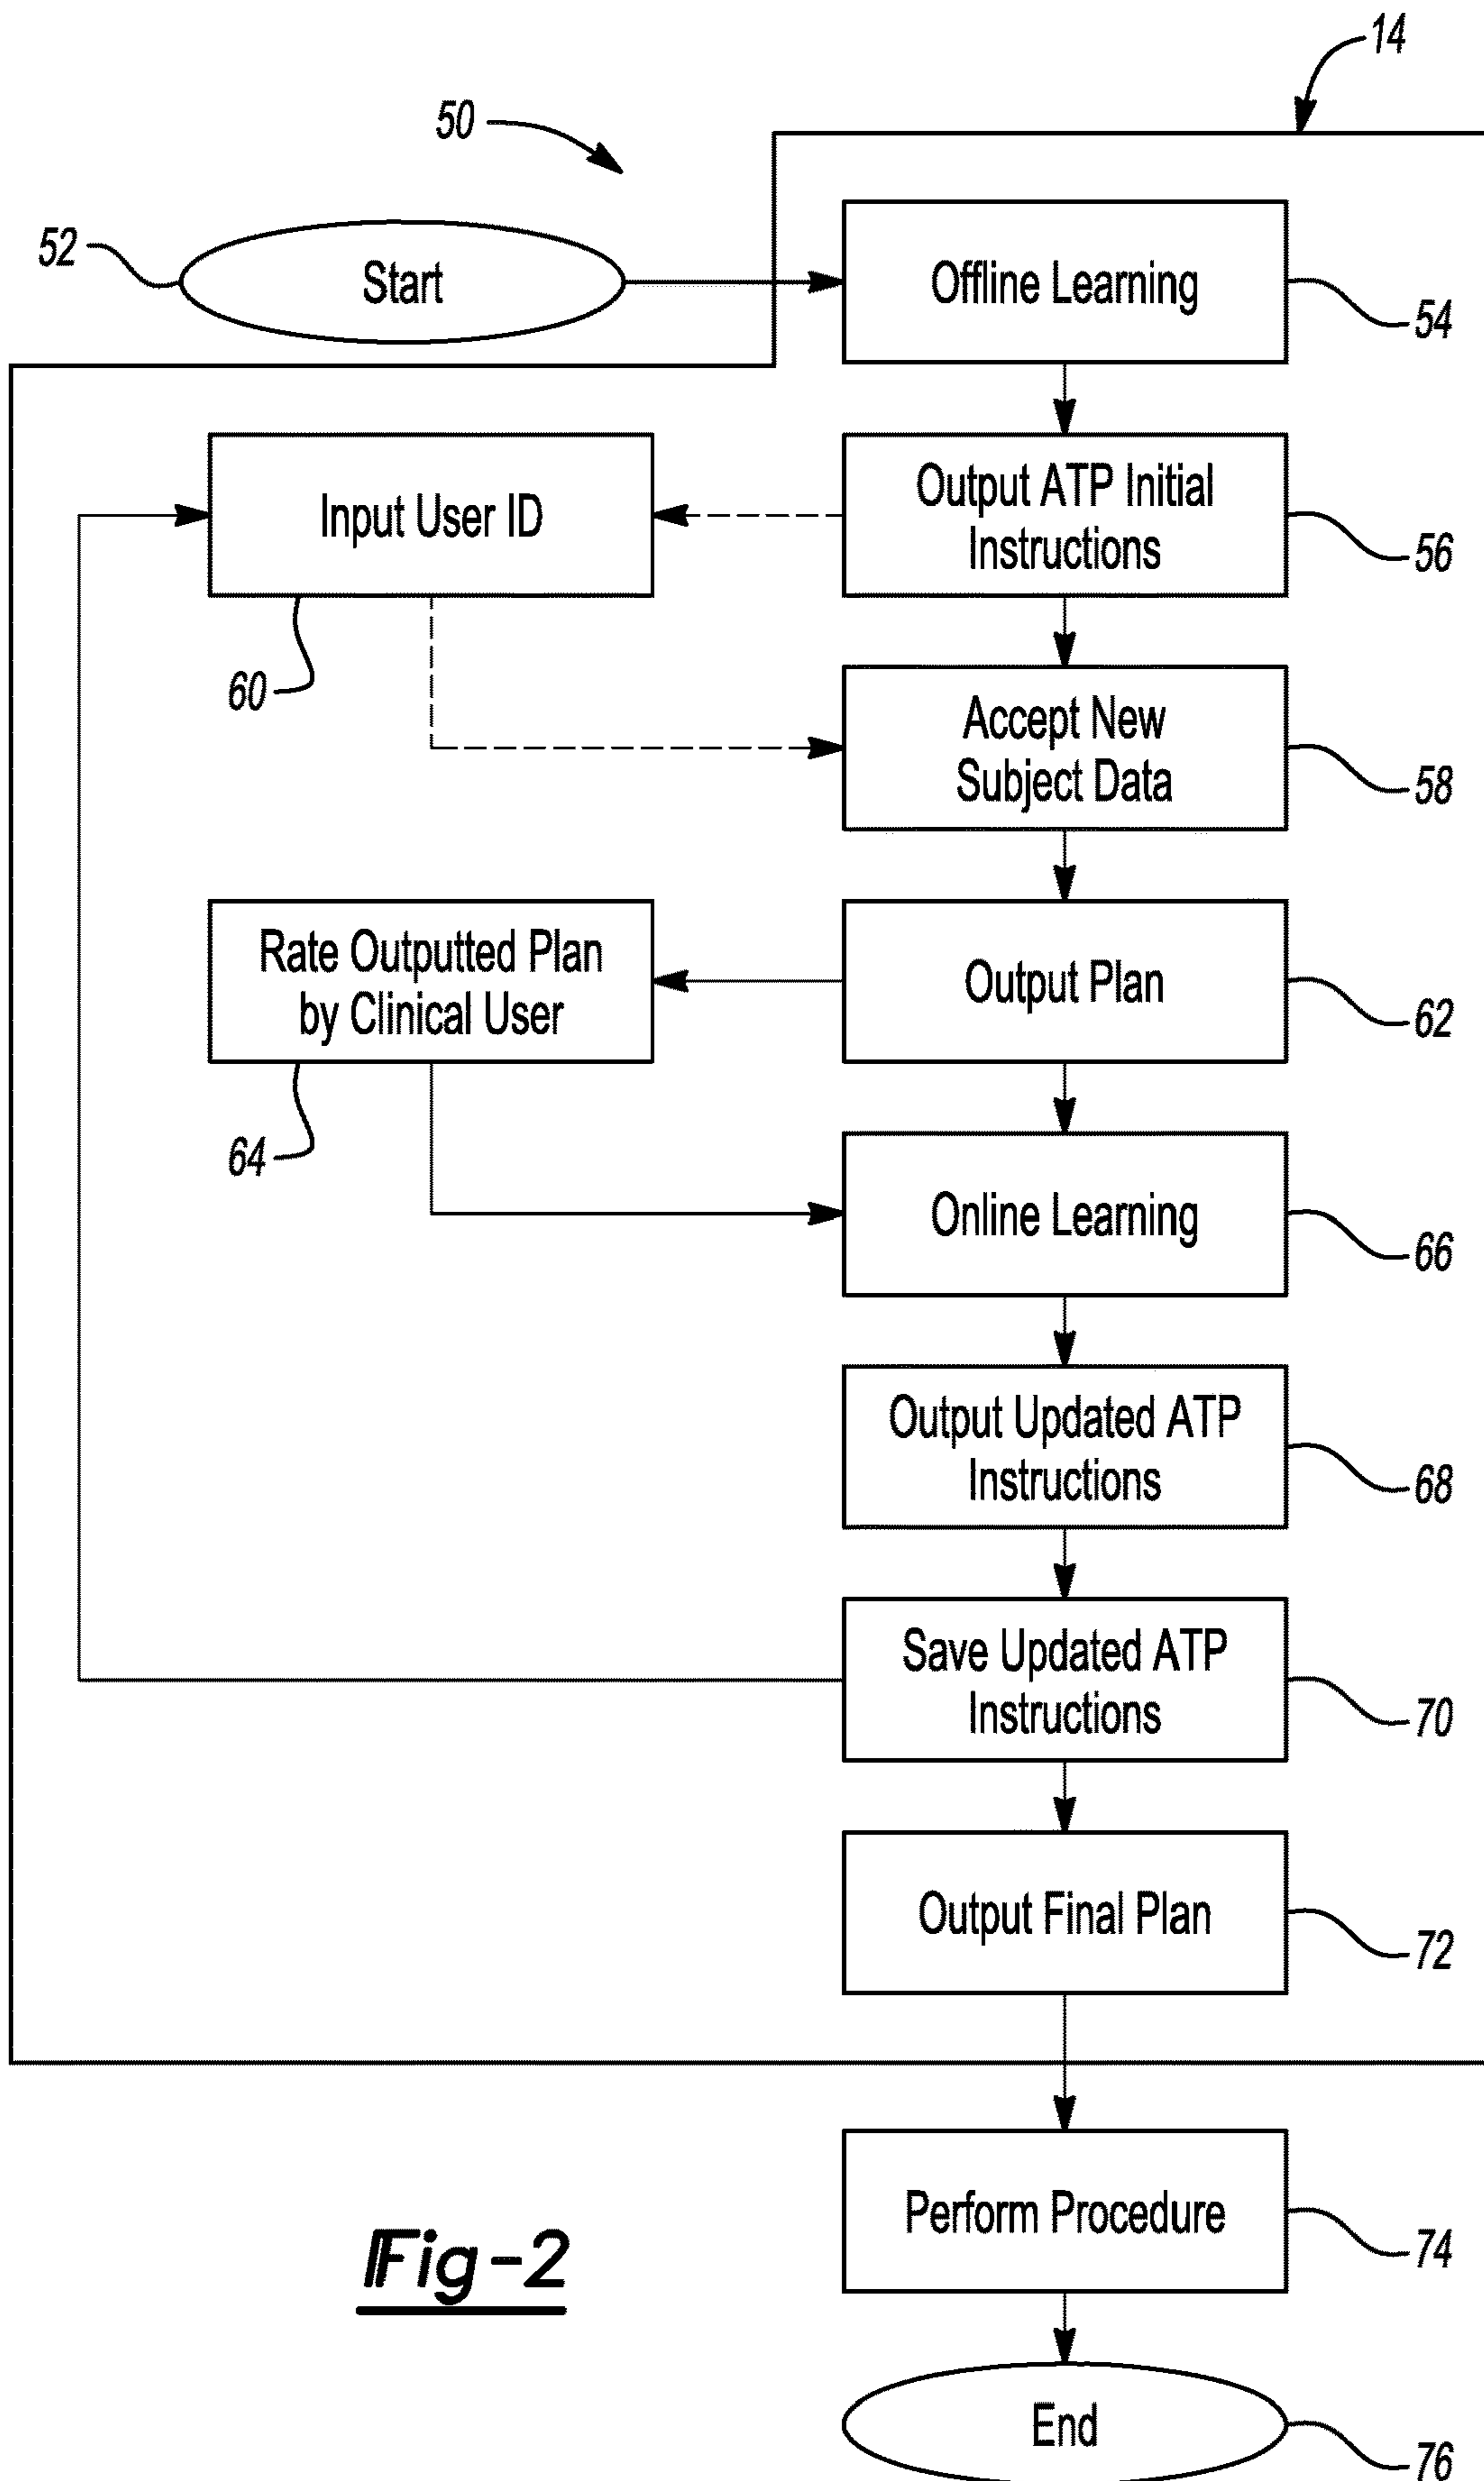 14
50
52
Start
Offline Learning
54
Input User ID
Output ATP Initial
Instructions
56
60
Accept New
Subject Data
58
Rate Outputted Plan
by Clinical User
Output Plan
62
64
Online Learning
66
Output Updated ATP
Instructions
68
Save Updated ATP
Instructions
70
Output Final Plan
72
Perform Procedure
74
Fig-2
End
76